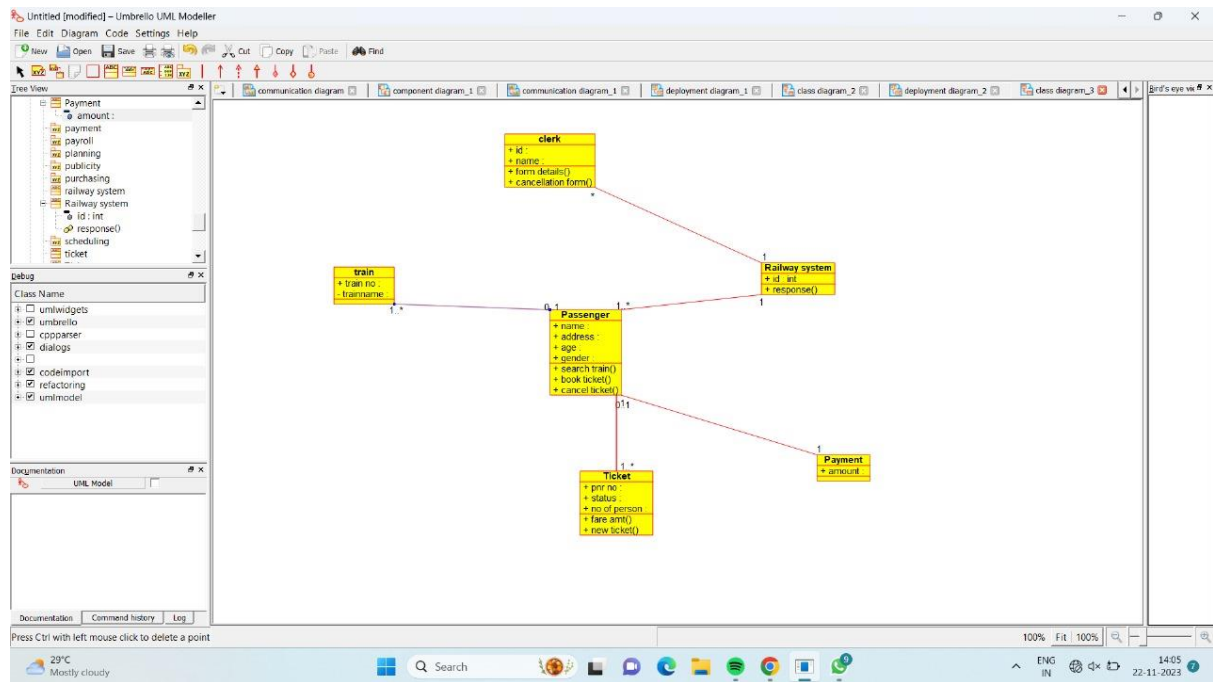 Untitled [modified] – Umbrello UML Modeller
File Edit Diagram Code Settings Help
New Open Save Cut Copy Paste Find
Tree View
communication diagram component diagram_1 communication diagram_1 deployment diagram_1 class diagram_2 deployment diagram_2 class diagram_3
Bird's eye vie
Payment
amount :
payment
payroll
planning
publicity
purchasing
railway system
Railway system
id : int
response()
scheduling
ticket
Debug
Class Name
umlwidgets
umbrello
cppparser
dialogs
codeimport
refactoring
umlmodel
Documentation
UML Model
Documentation Command history Log
clerk
+ id :
+ name :
+ form details()
+ cancellation form()
*
1
Railway system
+ id : int
+ response()
1
train
+ train no :
- trainname :
1..*
0..1
1..*
Passenger
+ name :
+ address :
+ age :
+ gender :
+ search train()
+ book ticket()
+ cancel ticket()
1
1
Payment
+ amount :
1..*
Ticket
+ pnr no :
+ status :
+ no of person
+ fare amt()
+ new ticket()
Press Ctrl with left mouse click to delete a point
100% Fit 100%
29°C
Mostly cloudy
Search
9
ENG
IN
14:05
22-11-2023